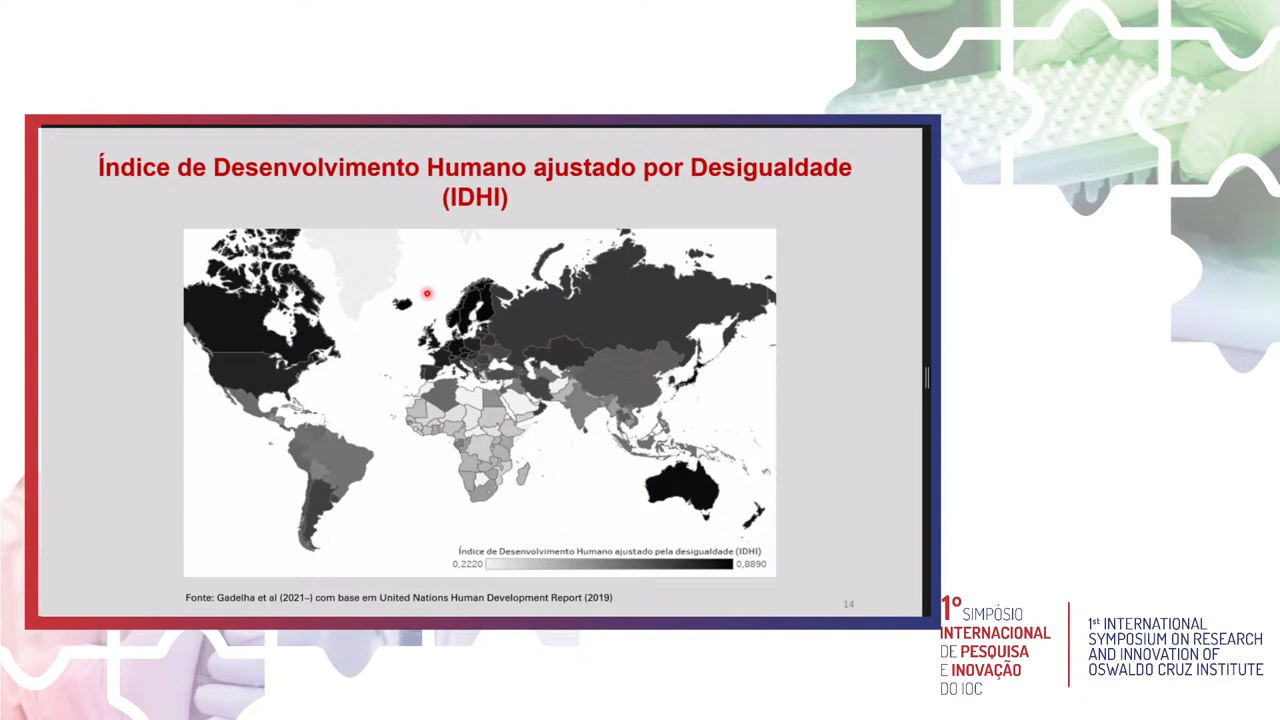 Índice de Desenvolvimento Humano ajustado por Desigualdade
(IDHI)
Índice de Desenvolvimento Humano ajustado pela desigualdade (IDHI)
0,2220
0,8890
Fonte: Gadelha et al (2021–) com base em United Nations Human Development Report (2019)
14
1º SIMPÓSIO
INTERNACIONAL
DE PESQUISA
E INOVAÇÃO
DO IOC
1st INTERNATIONAL
SYMPOSIUM ON RESEARCH
AND INNOVATION OF
OSWALDO CRUZ INSTITUTE